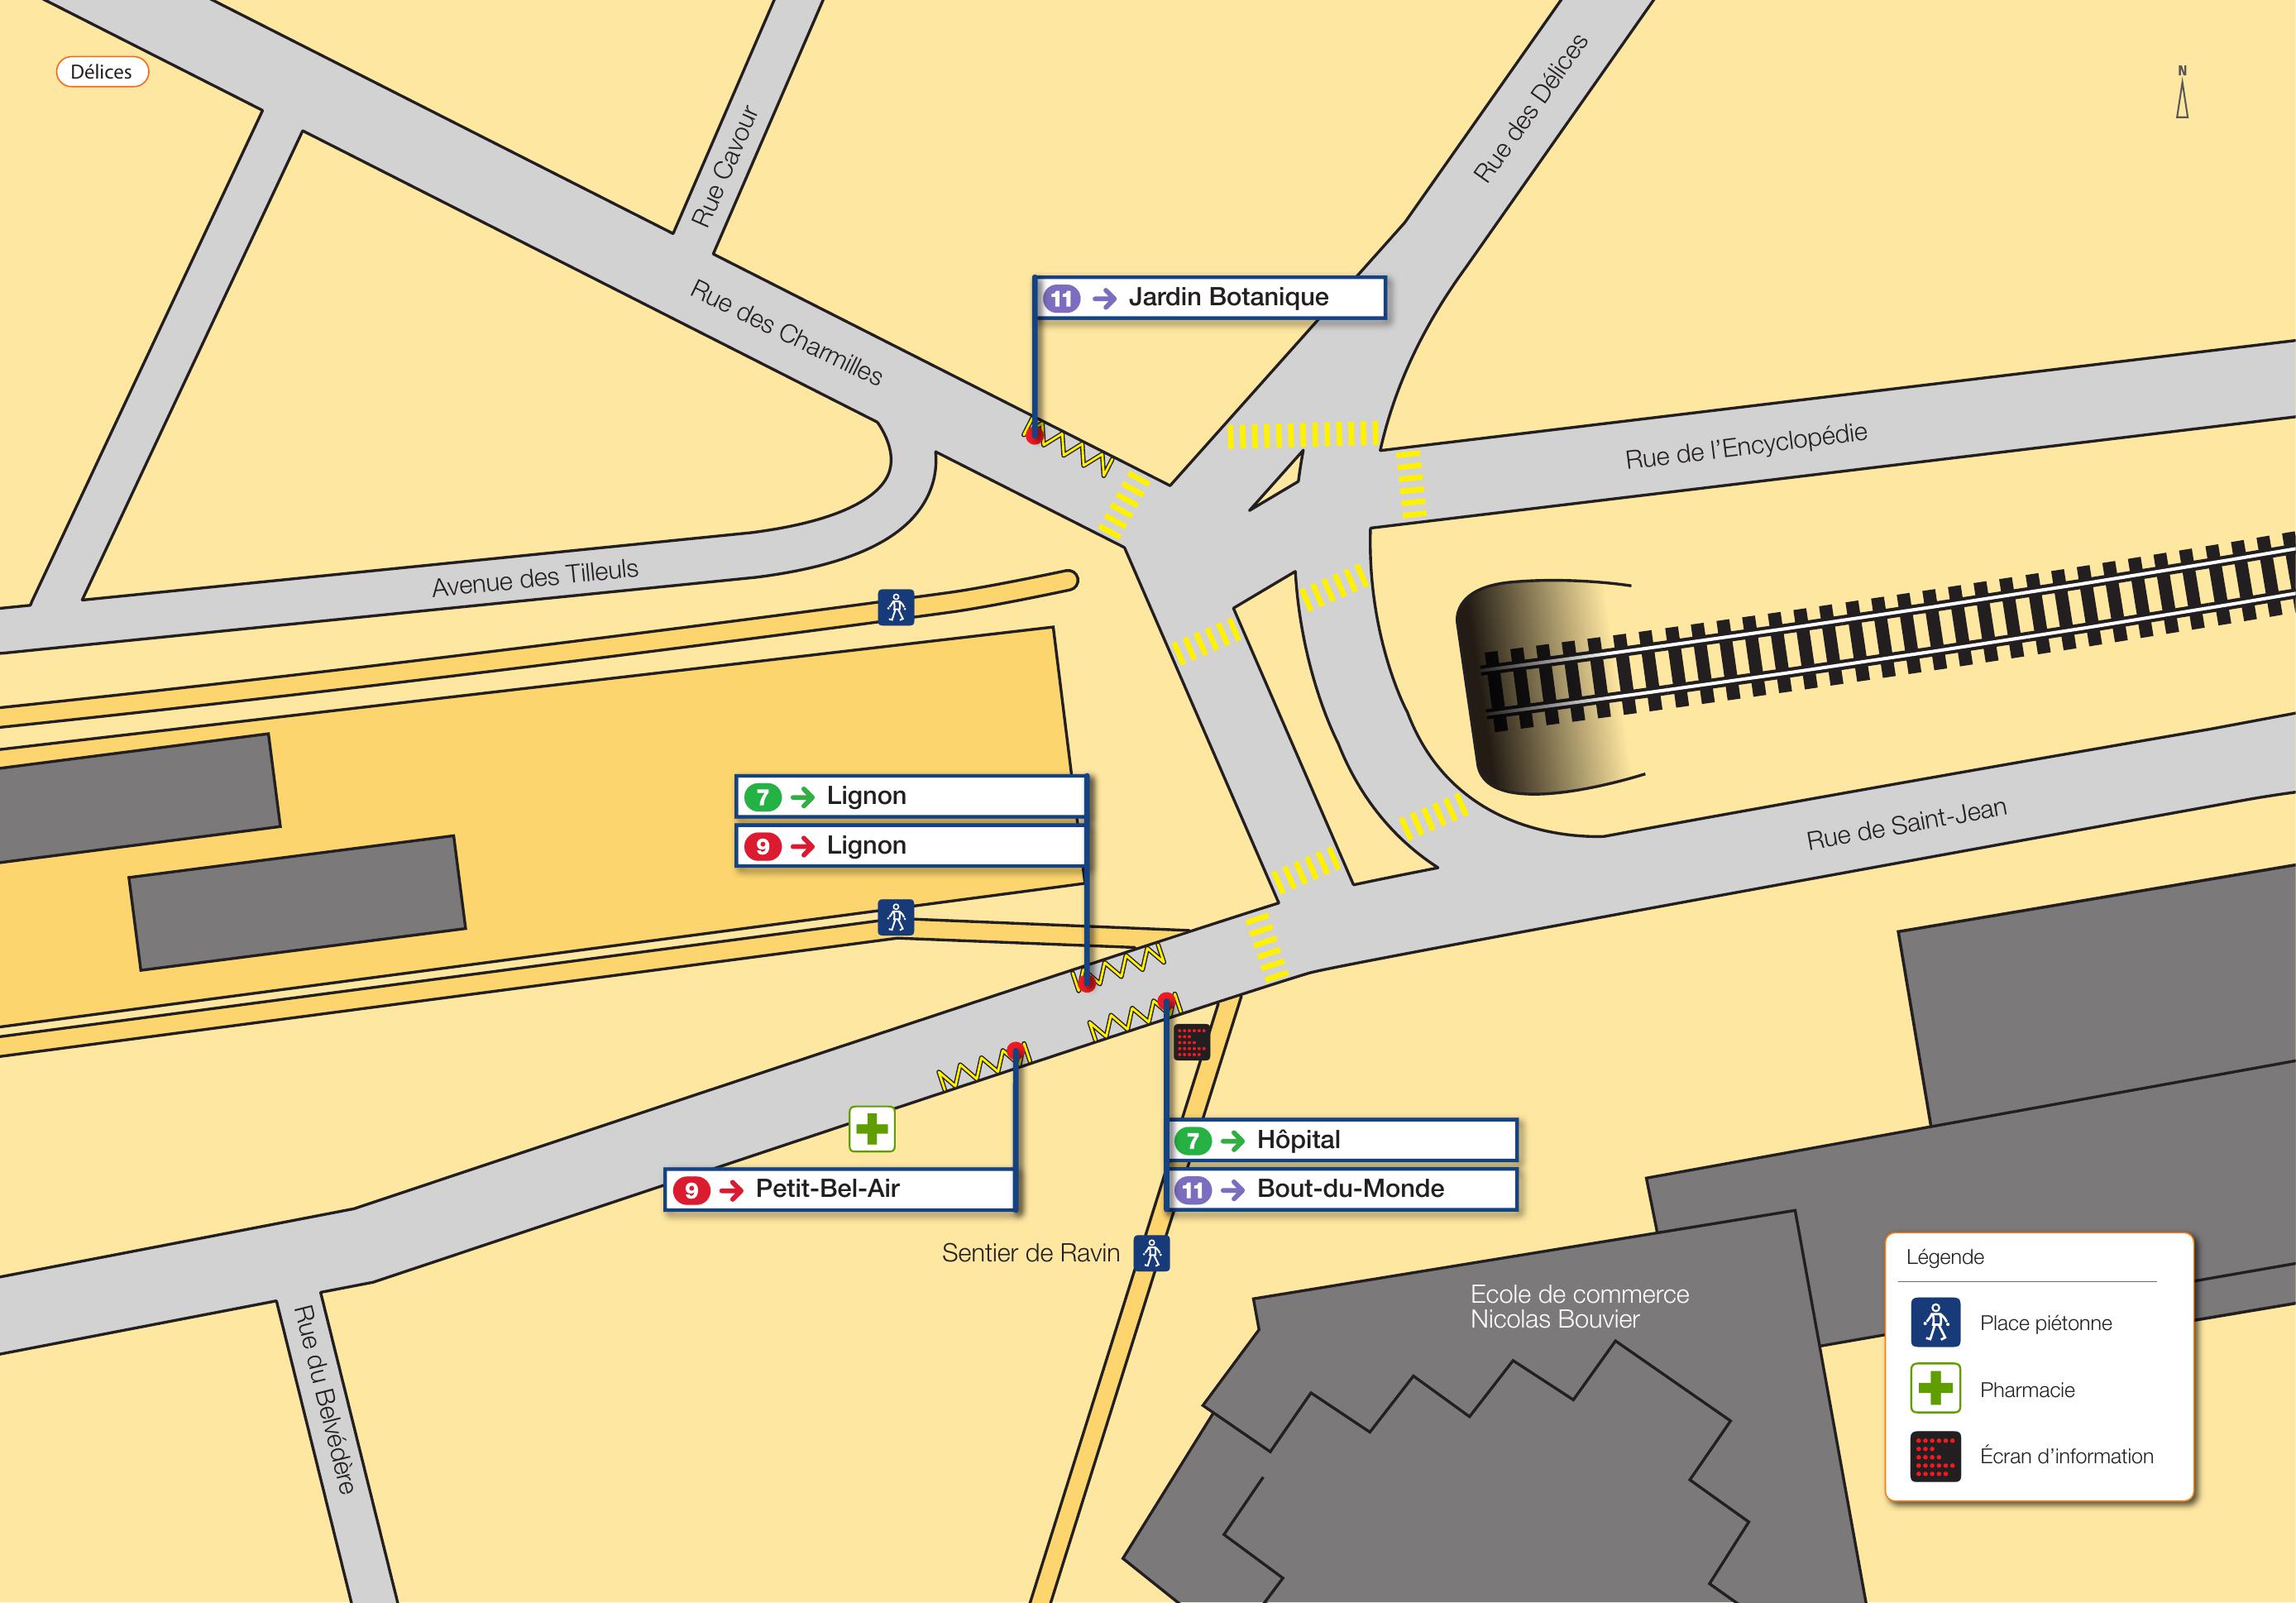 Délices
N
Rue Cavour
Rue des Délices
11 → Jardin Botanique
Rue des Charmilles
Rue de l'Encyclopédie
Avenue des Tilleuls
7 → Lignon
9 → Lignon
Rue de Saint-Jean
7 → Hôpital
11 → Bout-du-Monde
9 → Petit-Bel-Air
Sentier de Ravin
Ecole de commerce
Nicolas Bouvier
Rue du Belvédère
Légende
Place piétonne
Pharmacie
Écran d'information